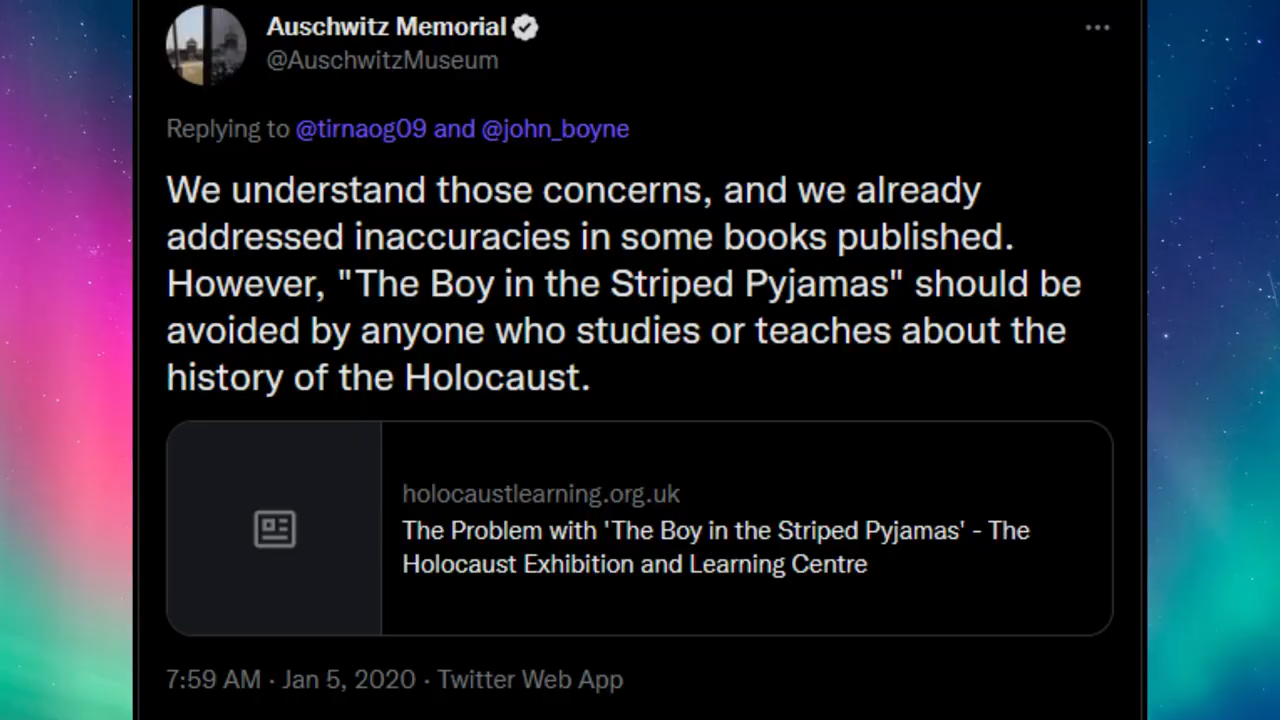 Auschwitz Memorial
@AuschwitzMuseum
Replying to @tirnaog09 and @john_boyne
We understand those concerns, and we already
addressed inaccuracies in some books published.
However, "The Boy in the Striped Pyjamas" should be
avoided by anyone who studies or teaches about the
history of the Holocaust.
holocaustlearning.org.uk
The Problem with 'The Boy in the Striped Pyjamas' - The
Holocaust Exhibition and Learning Centre
7:59 AM · Jan 5, 2020 · Twitter Web App